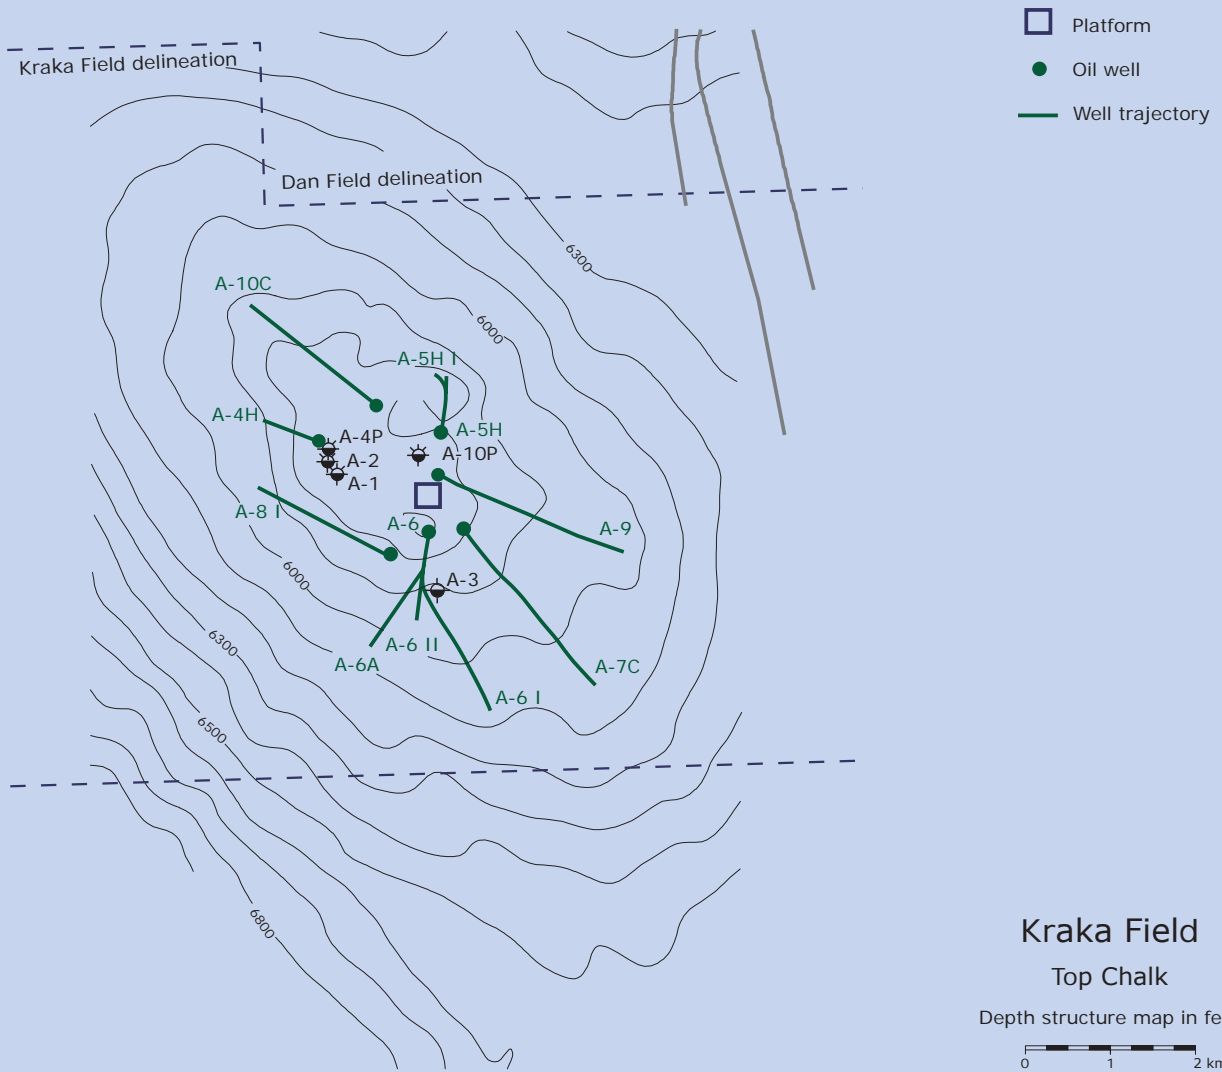 Platform
Kraka Field delineation
Oil well
Well trajectory
Dan Field delineation
6300
A-10C
6000
A-5H I
A-4H
A-4P
A-5H
A-2
A-10P
A-1
A-8 I
A-6
A-9
6000
A-3
6300
A-6 II
A-6A
A-7C
A-6 I
6500
6800
Kraka Field
Top Chalk
Depth structure map in fe
0 1 2 km